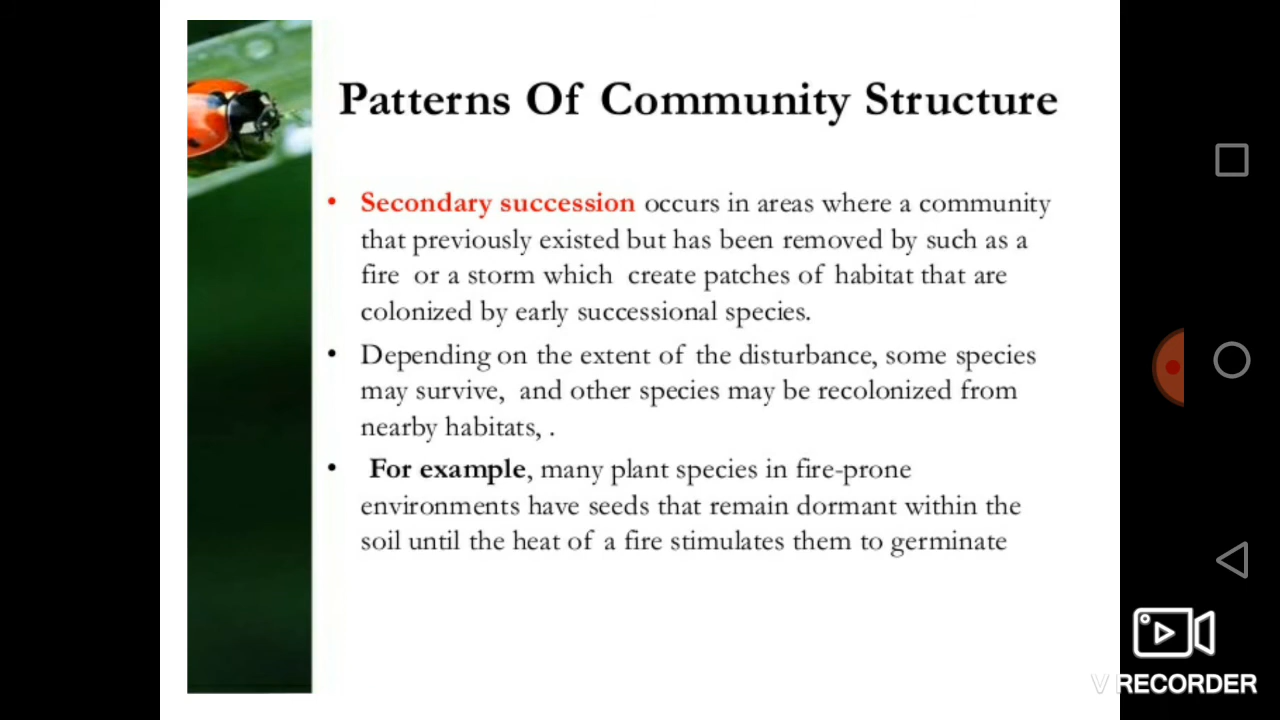 Patterns Of Community Structure
• Secondary succession occurs in areas where a community
that previously existed but has been removed by such as a
fire or a storm which create patches of habitat that are
colonized by early successional species.
• Depending on the extent of the disturbance, some species
may survive, and other species may be recolonized from
nearby habitats, .
• For example, many plant species in fire-prone
environments have seeds that remain dormant within the
soil until the heat of a fire stimulates them to germinate
V RECORDER